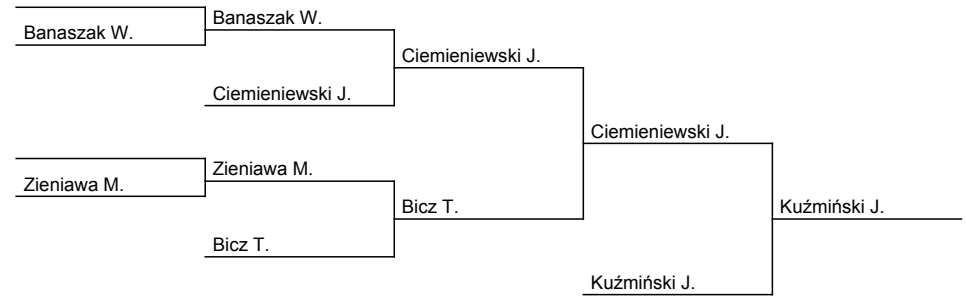 Banaszak W.
Banaszak W.
Ciemieniewski J.
Ciemieniewski J.
Ciemieniewski J.
Zieniawa M.
Zieniawa M.
Bicz T.
Kuźmiński J.
Bicz T.
Kuźmiński J.